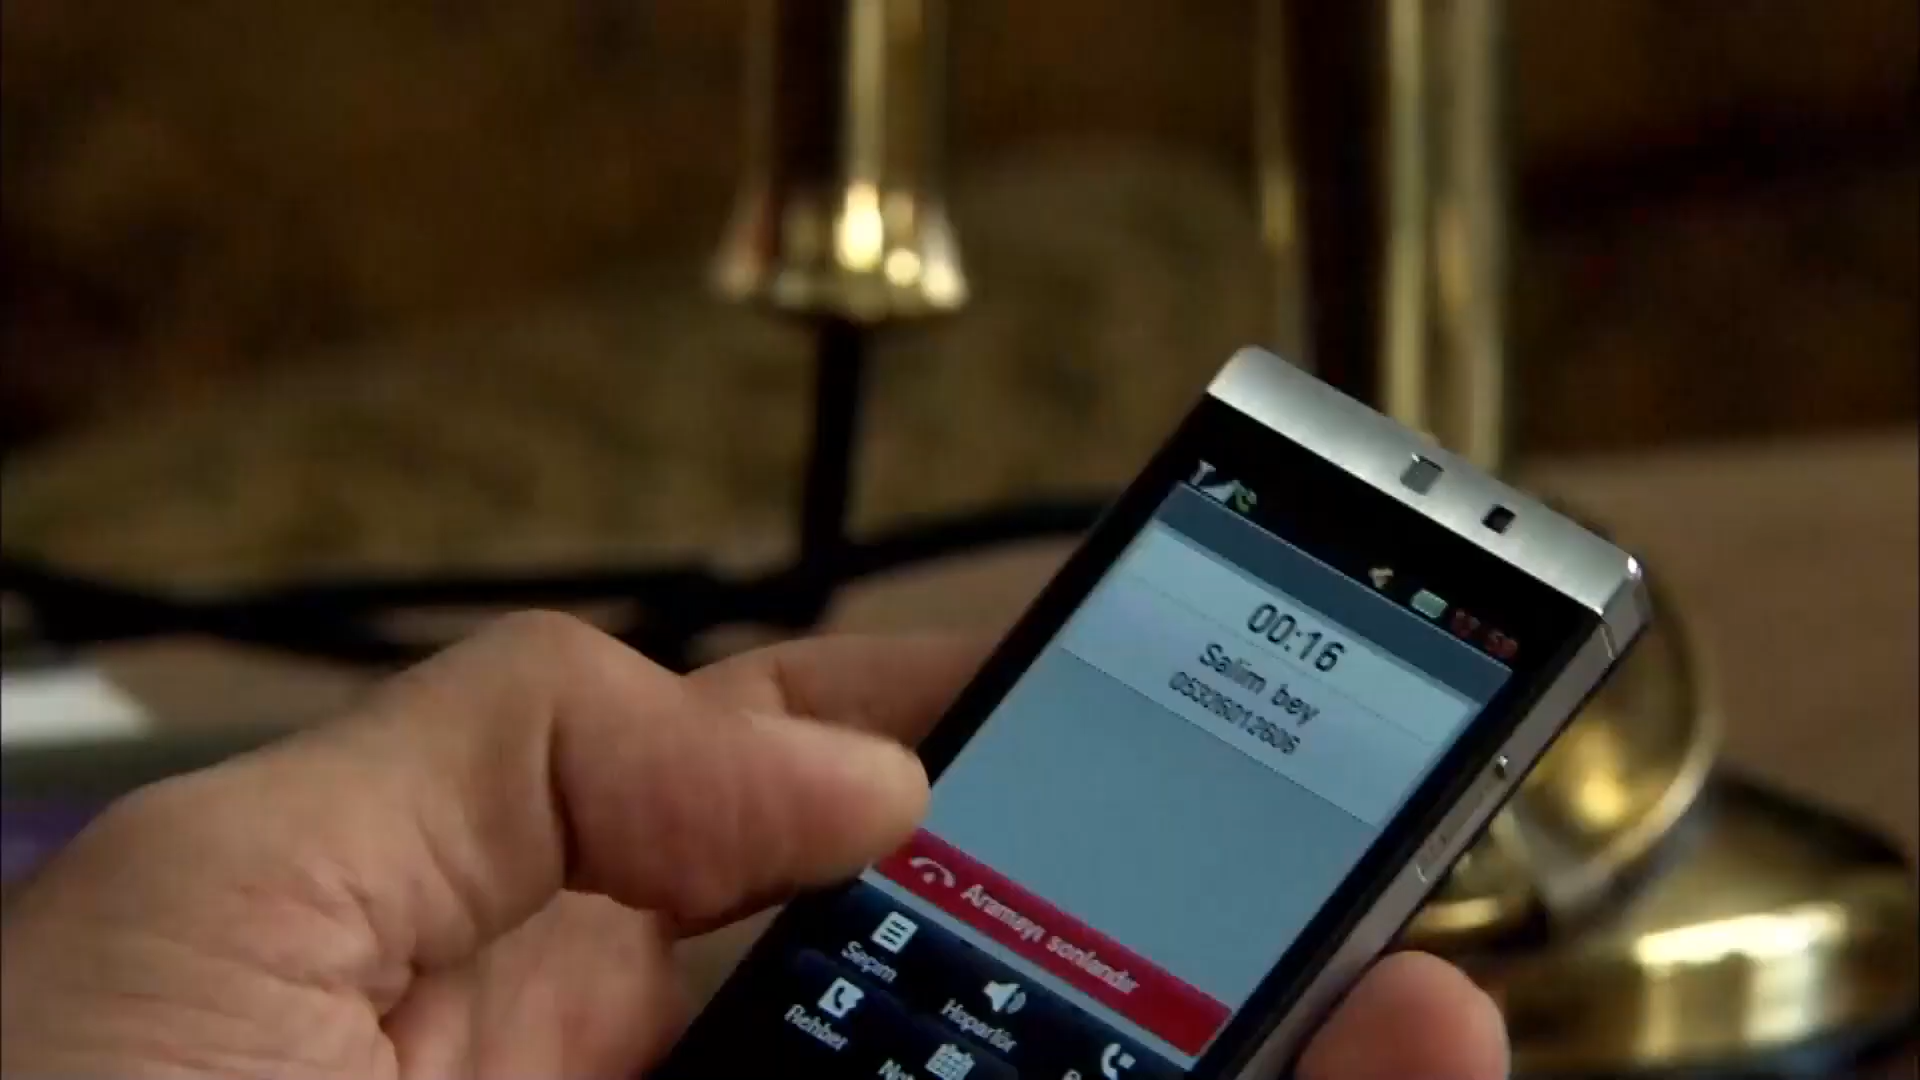 00:16
Salim bey
05326012606
Aramayı sonlandır
Seçim
Hoparlör
Rehber